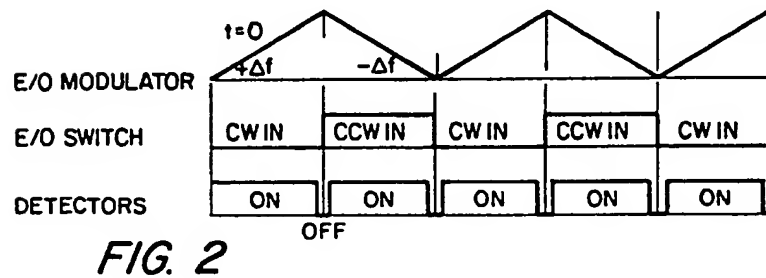 t=0
+Δf -Δf
E/O MODULATOR
E/O SWITCH CW IN CCW IN CW IN CCW IN CW IN
DETECTORS ON ON ON ON ON
OFF
FIG. 2